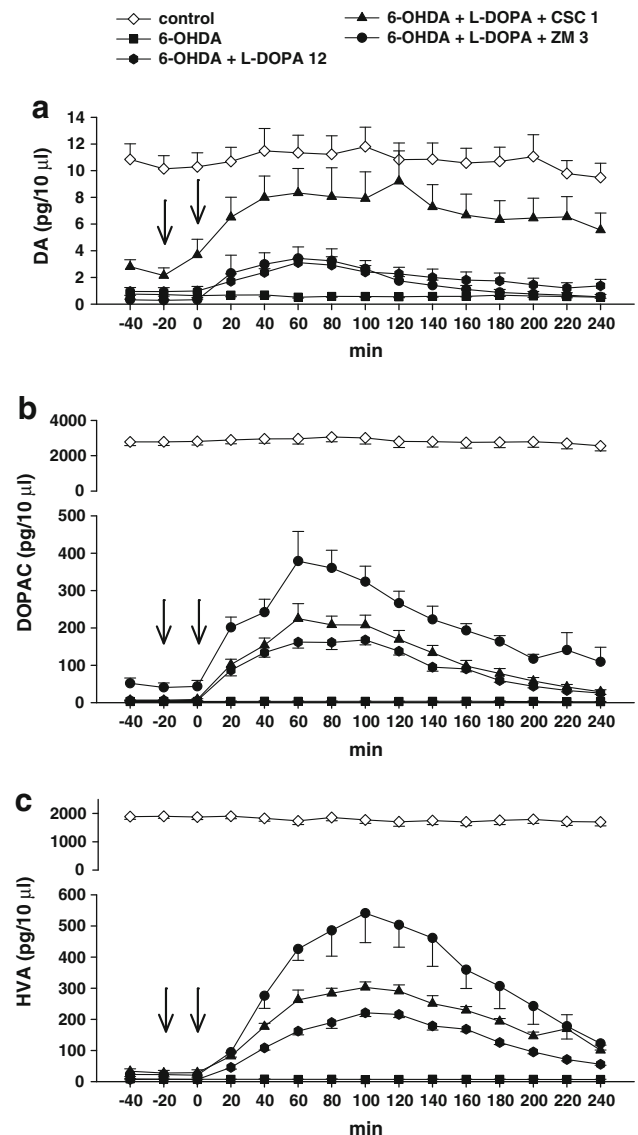 control
6-OHDA
6-OHDA + L-DOPA 12
6-OHDA + L-DOPA + CSC 1
6-OHDA + L-DOPA + ZM 3
a
DA (pg/10 µl)
14
12
10
8
6
4
2
0
-40 -20 0 20 40 60 80 100 120 140 160 180 200 220 240
min
b
DOPAC (pg/10 µl)
4000
2000
0
500
400
300
200
100
0
-40 -20 0 20 40 60 80 100 120 140 160 180 200 220 240
min
c
HVA (pg/10 µl)
2000
1000
0
600
500
400
300
200
100
0
-40 -20 0 20 40 60 80 100 120 140 160 180 200 220 240
min